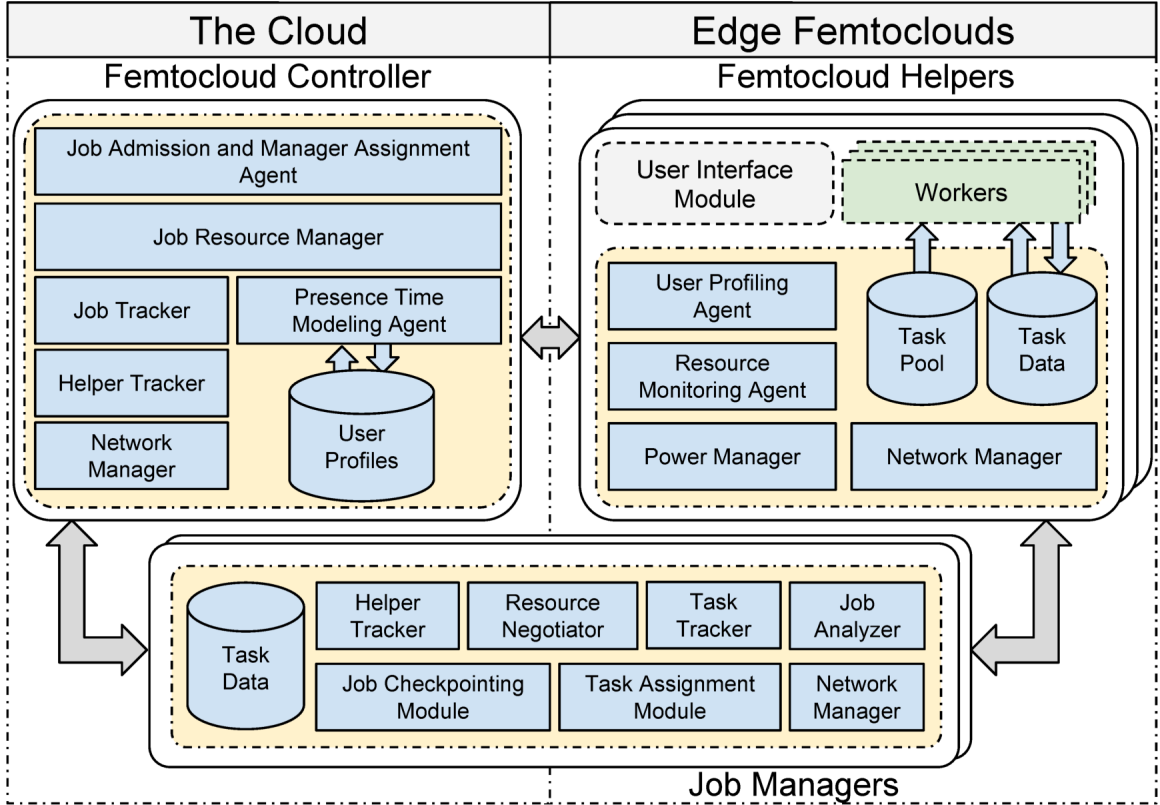 The Cloud
Edge Femtoclouds
Femtocloud Controller
Femtocloud Helpers
Job Admission and Manager Assignment
Agent
Job Resource Manager
Job Tracker
Presence Time
Modeling Agent
Helper Tracker
Network
Manager
User
Profiles
User Interface
Module
Workers
User Profiling
Agent
Resource
Monitoring Agent
Task
Pool
Task
Data
Power Manager
Network Manager
Task
Data
Helper
Tracker
Resource
Negotiator
Task
Tracker
Job
Analyzer
Job Checkpointing
Module
Task Assignment
Module
Network
Manager
Job Managers